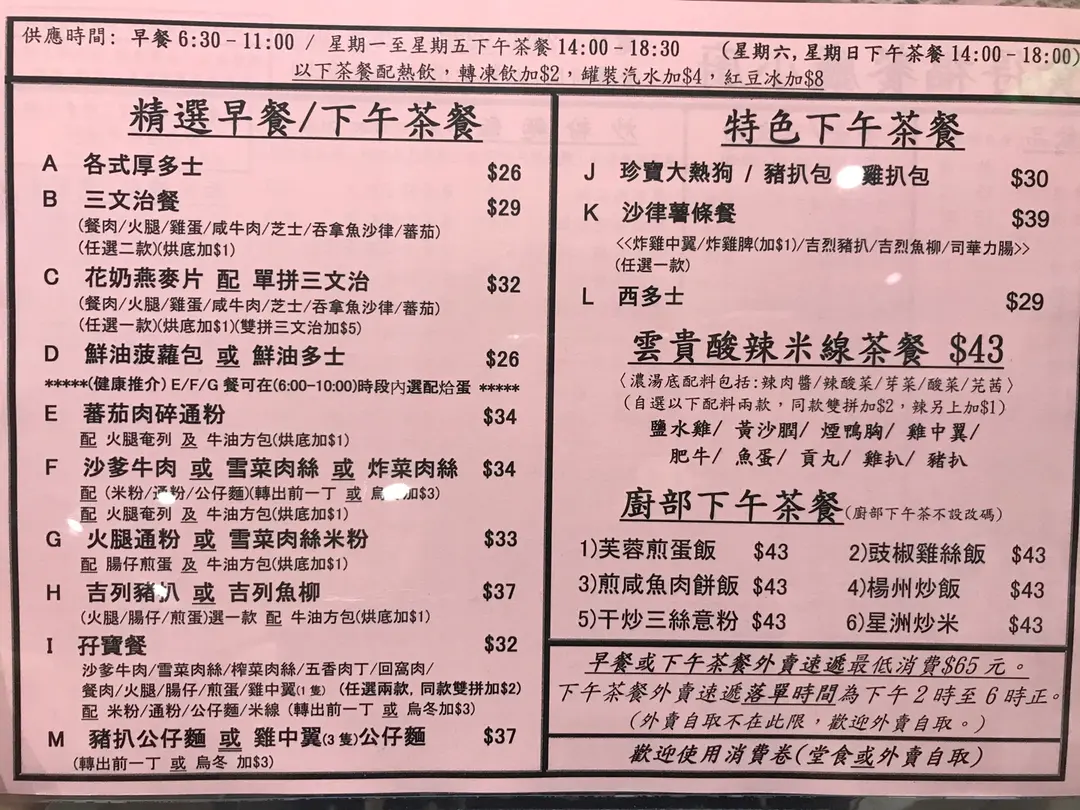 供應時間: 早餐 6:30-11:00 / 星期一至星期五下午茶餐 14:00-18:30 (星期六,星期日下午茶餐 14:00-18:00)
以下茶餐配熱飲，轉凍飲加$2，罐裝汽水加$4，紅豆冰加$8
精選早餐/下午茶餐
A 各式厚多士 $26
B 三文治餐 $29
(餐肉/火腿/雞蛋/咸牛肉/芝士/吞拿魚沙律/蕃茄)
(任選二款)(烘底加$1)
C 花奶燕麥片 配 單拼三文治 $32
(餐肉/火腿/雞蛋/咸牛肉/芝士/吞拿魚沙律/蕃茄)
(任選一款)(烘底加$1)(雙拼三文治加$5)
D 鮮油菠蘿包 或 鮮油多士 $26
*****(健康推介) E/F/G 餐可在(6:00-10:00)時段內選配烚蛋 *****
E 蕃茄肉碎通粉 $34
配 火腿奄列 及 牛油方包(烘底加$1)
F 沙爹牛肉 或 雪菜肉絲 或 炸菜肉絲 $34
配 (米粉/通粉/公仔麵)(轉出前一丁 或 烏 加$3)
配 火腿奄列 及 牛油方包(烘底加$1)
G 火腿通粉 或 雪菜肉絲米粉 $33
配 腸仔煎蛋 及 牛油方包(烘底加$1)
H 吉列豬扒 或 吉列魚柳 $37
(火腿/腸仔/煎蛋)選一款 配 牛油方包(烘底加$1)
I 孖寶餐 $32
沙爹牛肉/雪菜肉絲/榨菜肉絲/五香肉丁/回窩肉/
餐肉/火腿/腸仔/煎蛋/雞中翼(1 隻) (任選兩款, 同款雙拼加$2)
配 米粉/通粉/公仔麵/米線 (轉出前一丁 或 烏冬加$3)
M 豬扒公仔麵 或 雞中翼(3 隻)公仔麵 $37
(轉出前一丁 或 烏冬 加$3)
特色下午茶餐
J 珍寶大熱狗 / 豬扒包 雞扒包 $30
K 沙律薯條餐 $39
<<炸雞中翼/炸雞脾(加$1)/吉烈豬扒/吉烈魚柳/司華力腸>>
(任選一款)
L 西多士 $29
雲貴酸辣米線茶餐 $43
〈濃湯底配料包括:辣肉醬/辣酸菜/芽菜/酸菜/芫茜〉
(自選以下配料兩款，同款雙拼加$2，辣另上加$1)
鹽水雞/ 黃沙膶/ 煙鴨胸/ 雞中翼/
肥牛/ 魚蛋/ 貢丸/ 雞扒/ 豬扒
廚部下午茶餐(廚部下午茶不設改碼)
1)芙蓉煎蛋飯 $43 2)豉椒雞絲飯 $43
3)煎咸魚肉餅飯 $43 4)楊州炒飯 $43
5)干炒三絲意粉 $43 6)星洲炒米 $43
早餐或下午茶餐外賣速遞最低消費$65 元。
下午茶餐外賣速遞落單時間為下午 2 時至 6 時正。
(外賣自取不在此限，歡迎外賣自取。)
歡迎使用消費卷(堂食或外賣自取)